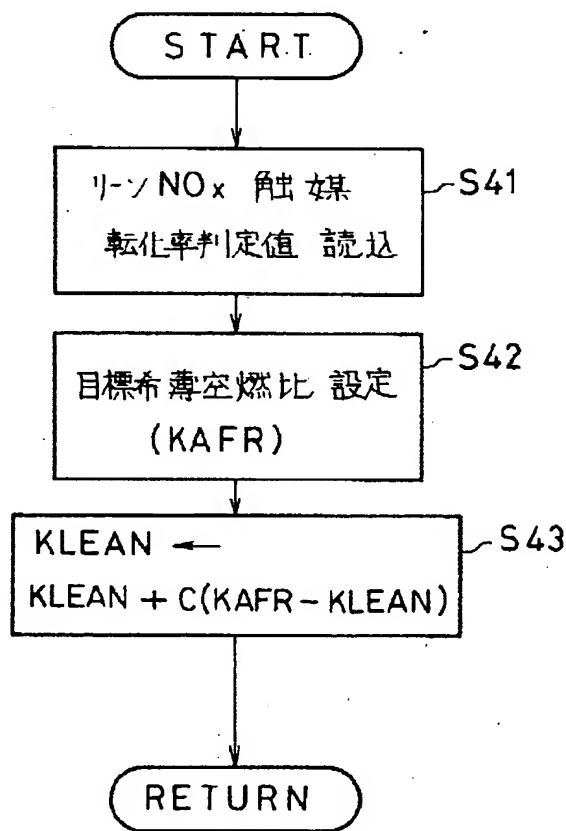 START
リーンNOx 触媒
S41
転化率判定値 読込
目標希薄空燃比 設定
S42
(KAFR)
KLEAN ←
S43
KLEAN + C(KAFR-KLEAN)
RETURN